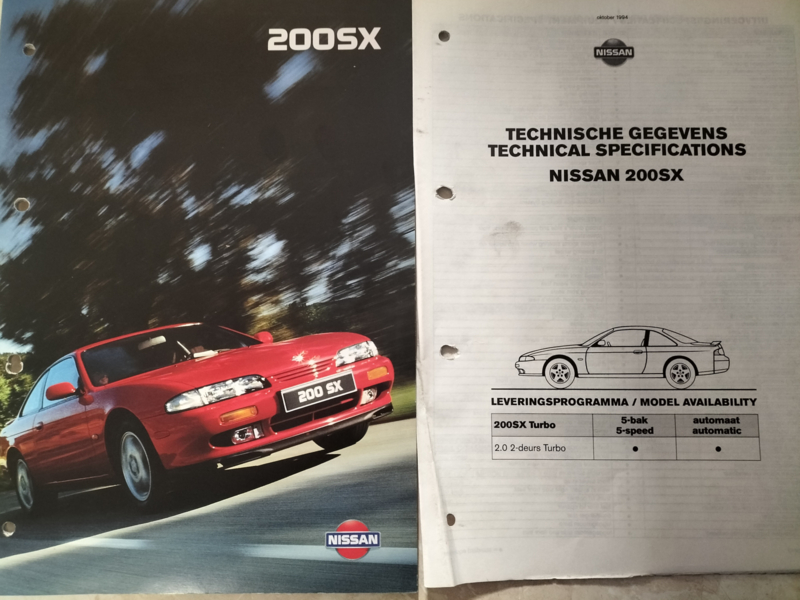 200SX
200 SX
NISSAN
oktober 1994
NISSAN
TECHNISCHE GEGEVENS
TECHNICAL SPECIFICATIONS
NISSAN 200SX
LEVERINGSPROGRAMMA / MODEL AVAILABILITY
200SX Turbo
5-bak
5-speed
automaat
automatic
2.0 2-deurs Turbo